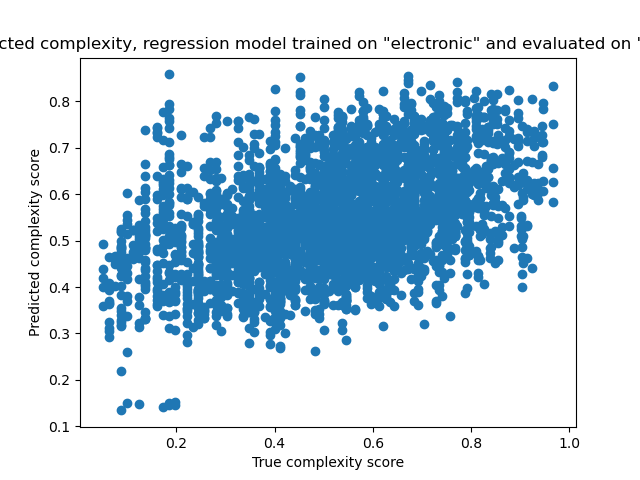 cted complexity, regression model trained on "electronic" and evaluated on "
0.8
0.7
0.6
0.5
0.4
0.3
0.2
0.1
Predicted complexity score
0.2 0.4 0.6 0.8 1.0
True complexity score